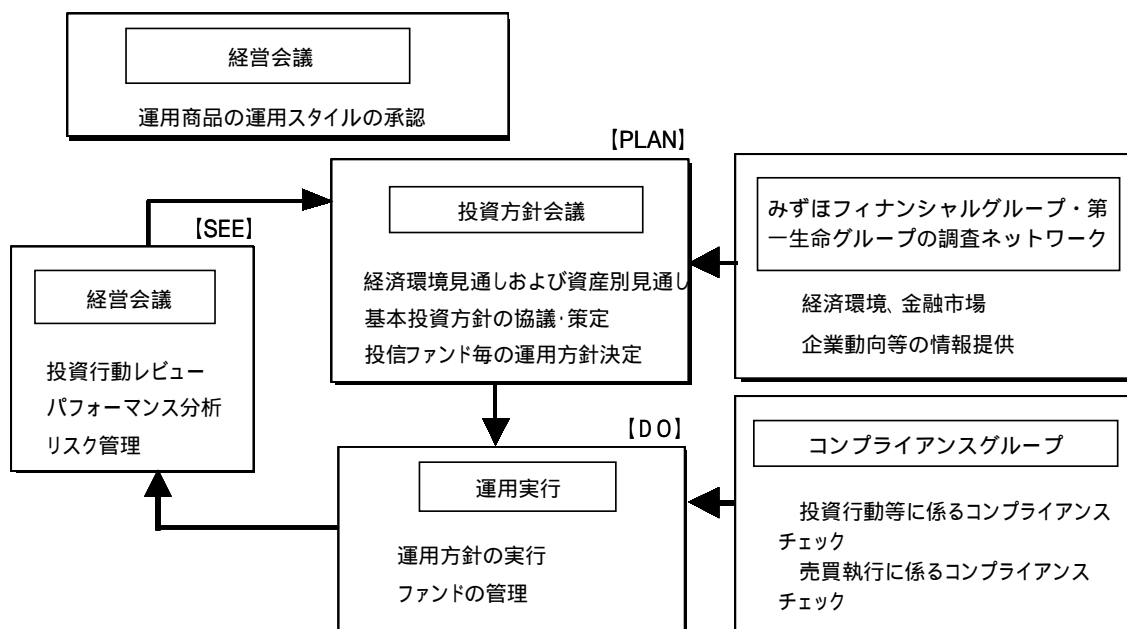 経営会議
運用商品の運用スタイルの承認
【PLAN】
投資方針会議
経済環境見通しおよび資産別見通し
基本投資方針の協議・策定
投信ファンド毎の運用方針決定
みずほフィナンシャルグループ・第
一生命グループの調査ネットワーク
経済環境、金融市場
企業動向等の情報提供
【SEE】
経営会議
投資行動レビュー
パフォーマンス分析
リスク管理
【DO】
運用実行
運用方針の実行
ファンドの管理
コンプライアンスグループ
投資行動等に係るコンプライアンス
チェック
売買執行に係るコンプライアンス
チェック